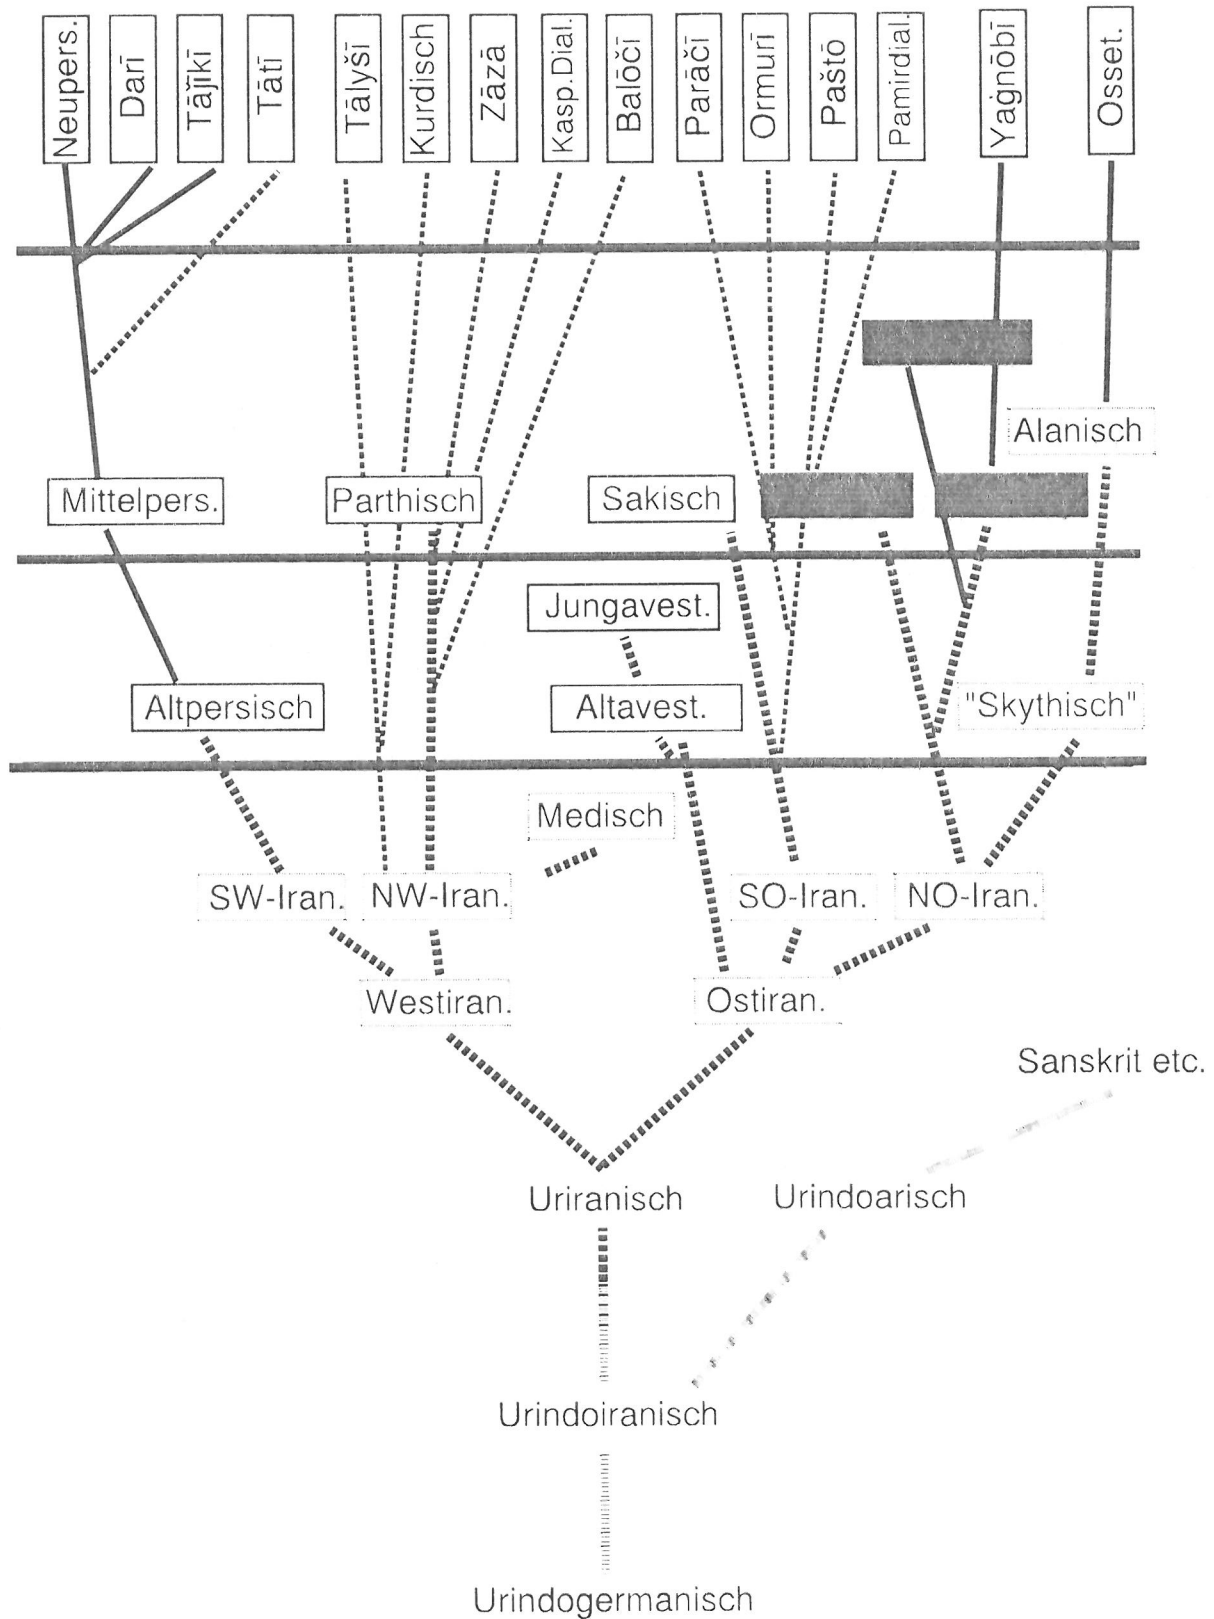 Neupers.
Darī
Tājīkī
Tātī
Tālyšī
Kurdisch
Zāzā
Kasp.Dial.
Balōčī
Parāčī
Ormurī
Paštō
Pamirdial.
Yaġnōbī
Osset.
Alanisch
Mittelpers.
Parthisch
Sakisch
Jungavest.
Altpersisch
Altavest.
"Skythisch"
Medisch
SW-Iran.
NW-Iran.
SO-Iran.
NO-Iran.
Westiran.
Ostiran.
Sanskrit etc.
Uriranisch
Urindoarisch
Urindoiranisch
Urindogermanisch